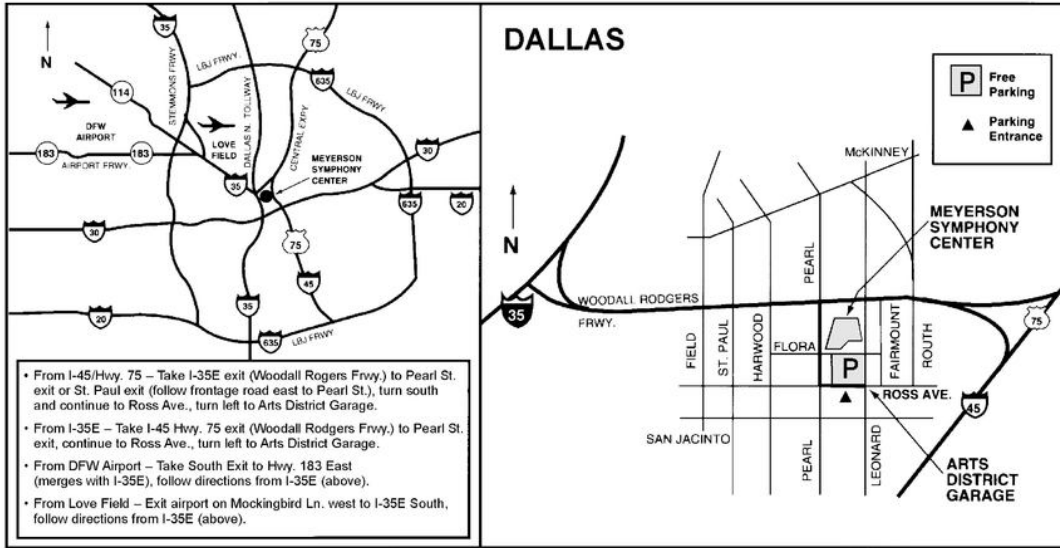 N
35
75
LBJ FRWY.
STEMMONS FRWY
635
LBJ FRWY
114
DFW
AIRPORT
LOVE
FIELD
DALLAS N. TOLLWAY
CENTRAL EXPY
183
183
AIRPORT FRWY.
35
MEYERSON
SYMPHONY
CENTER
30
635
20
30
75
45
35
20
635
LBJ FRWY
• From I-45/Hwy. 75 – Take I-35E exit (Woodall Rogers Frwy.) to Pearl St.
exit or St. Paul exit (follow frontage road east to Pearl St.), turn south
and continue to Ross Ave., turn left to Arts District Garage.
• From I-35E – Take I-45 Hwy. 75 exit (Woodall Rodgers Frwy.) to Pearl St.
exit, continue to Ross Ave., turn left to Arts District Garage.
• From DFW Airport – Take South Exit to Hwy. 183 East
(merges with I-35E), follow directions from I-35E (above).
• From Love Field – Exit airport on Mockingbird Ln. west to I-35E South,
follow directions from I-35E (above).
DALLAS
P
Free
Parking
Parking
Entrance
N
McKINNEY
MEYERSON
SYMPHONY
CENTER
PEARL
35
WOODALL RODGERS
FRWY.
75
FIELD
ST. PAUL
HARWOOD
FLORA
P
FAIRMOUNT
ROUTH
ROSS AVE.
45
SAN JACINTO
PEARL
LEONARD
ARTS
DISTRICT
GARAGE